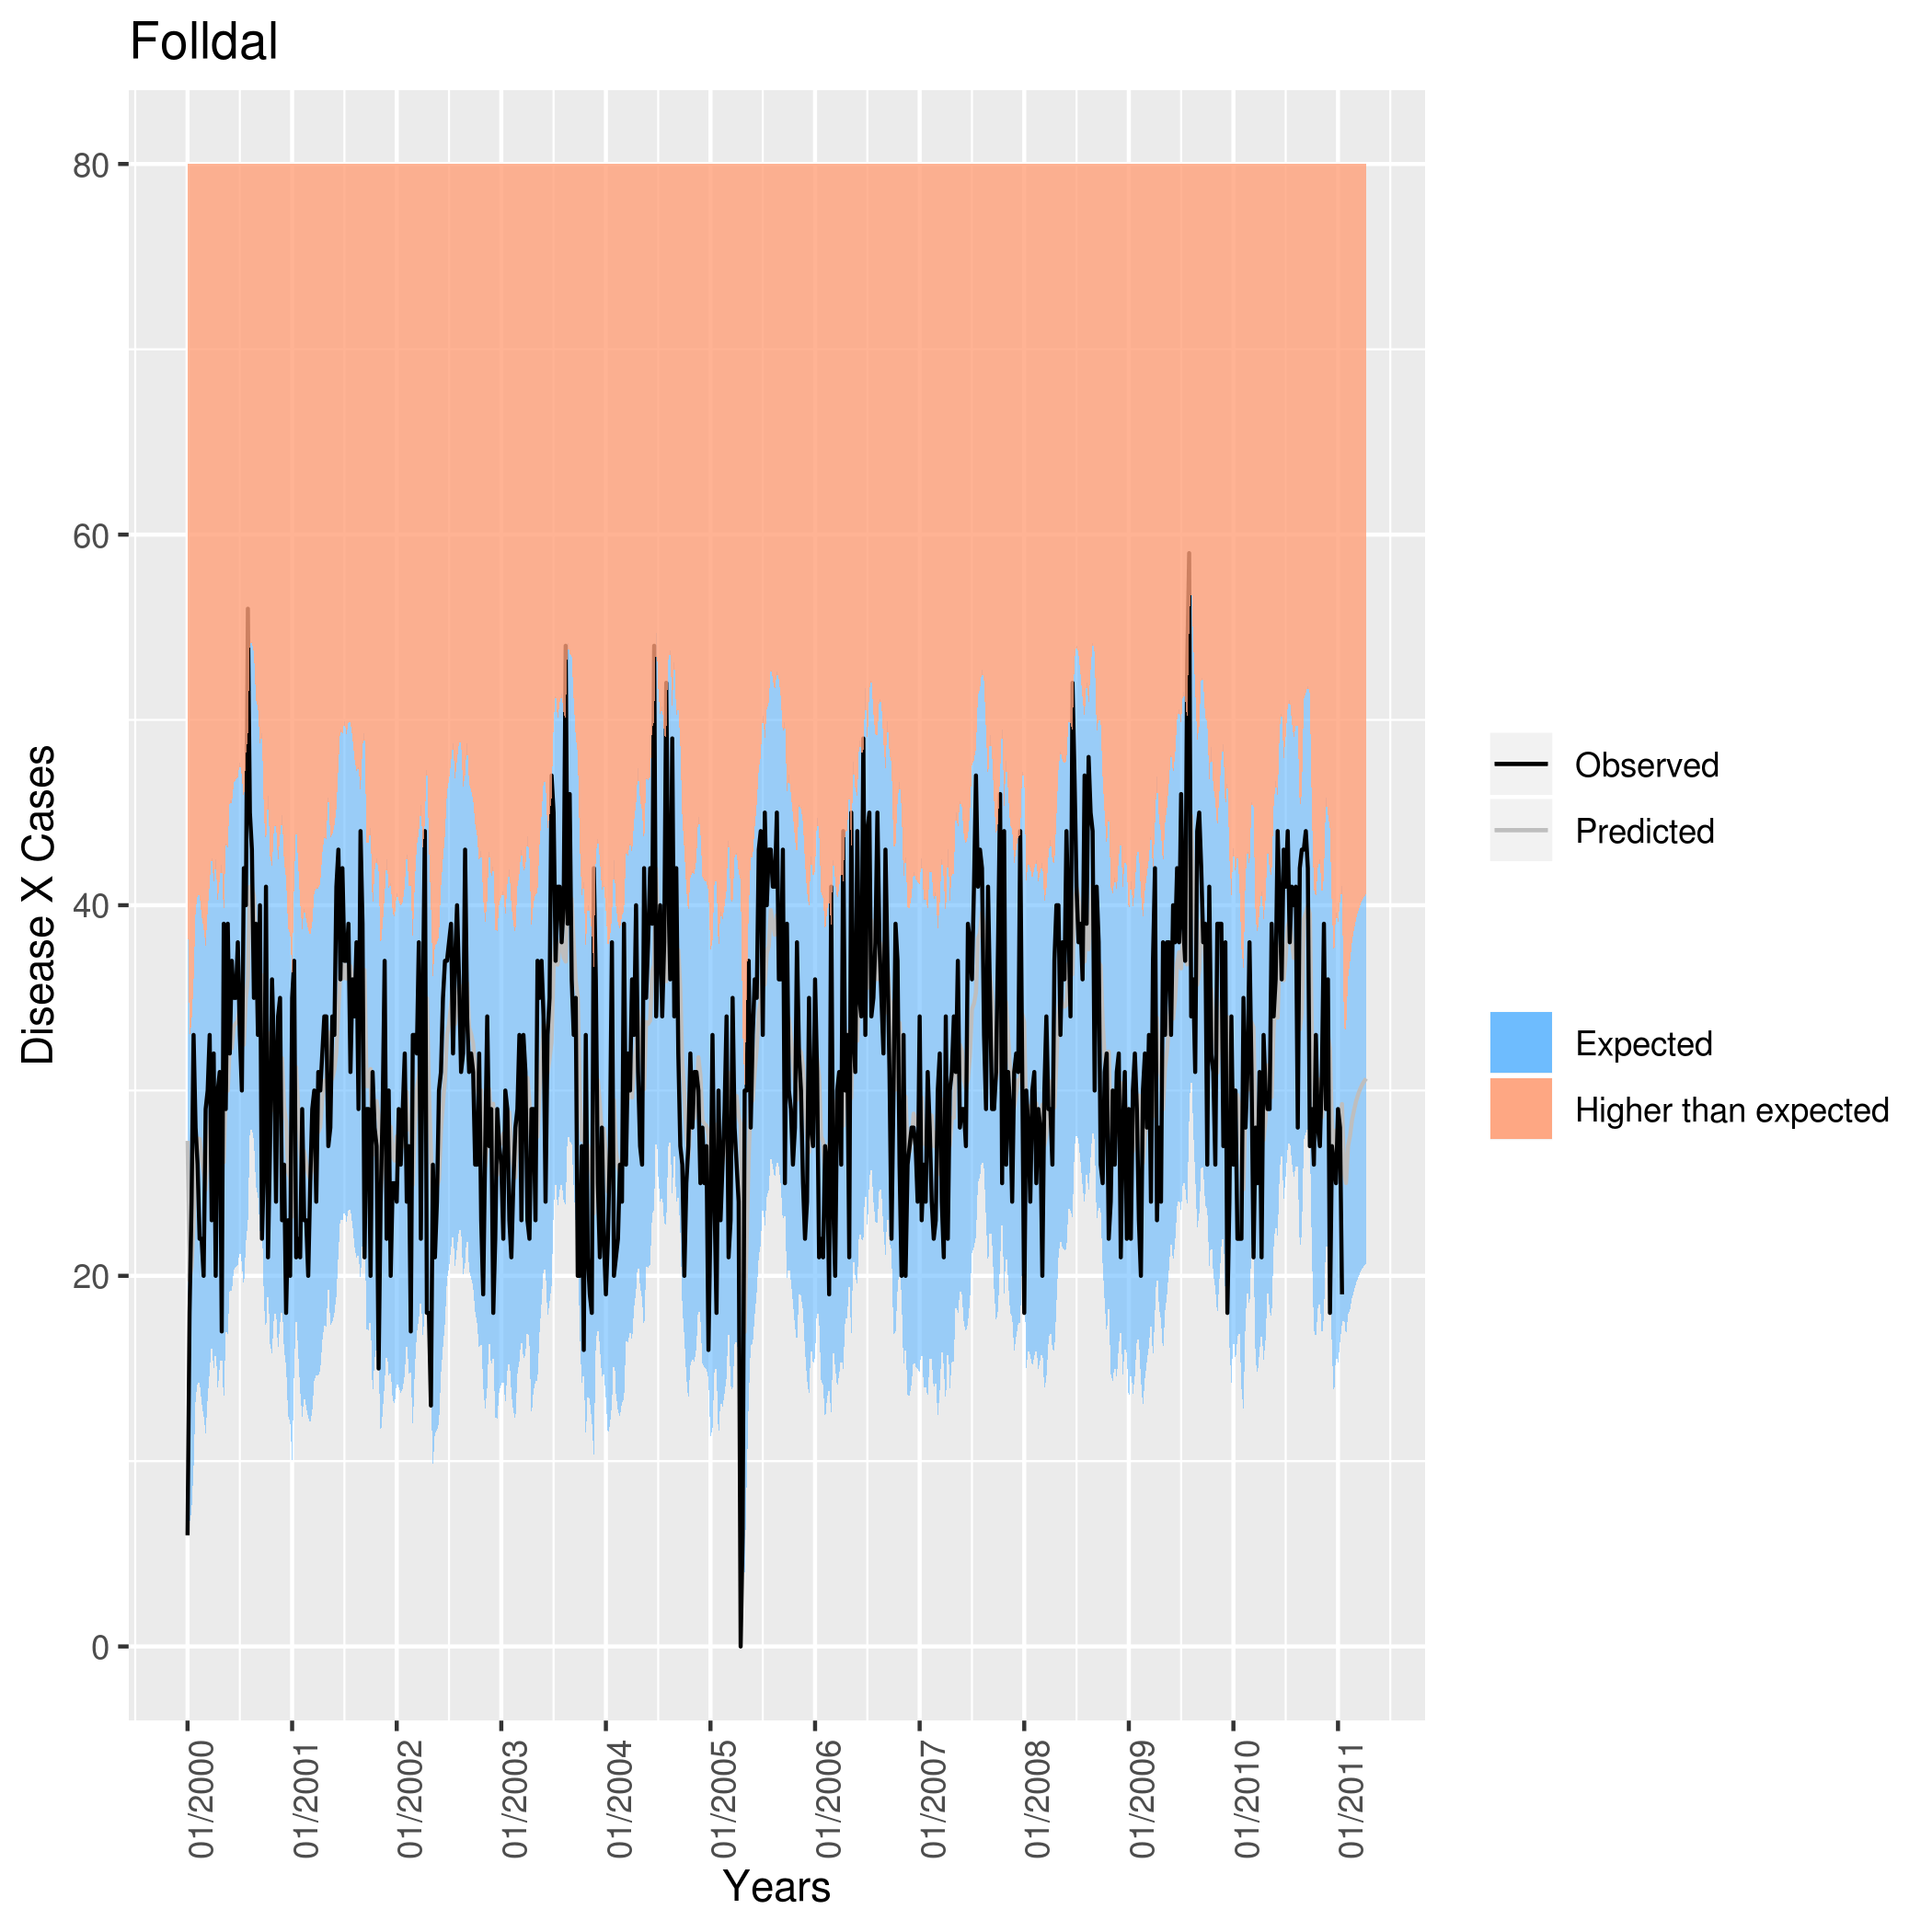 Folldal
80
60
40
20
0
Disease X Cases
01/2000
01/2001
01/2002
01/2003
01/2004
01/2005
01/2006
01/2007
01/2008
01/2009
01/2010
01/2011
Years
Observed
Predicted
Expected
Higher than expected